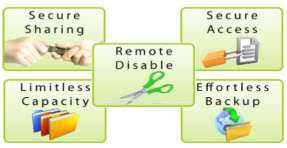 Secure
Sharing
Secure
Access
Remote
Disable
Limitless
Capacity
Effortless
Backup